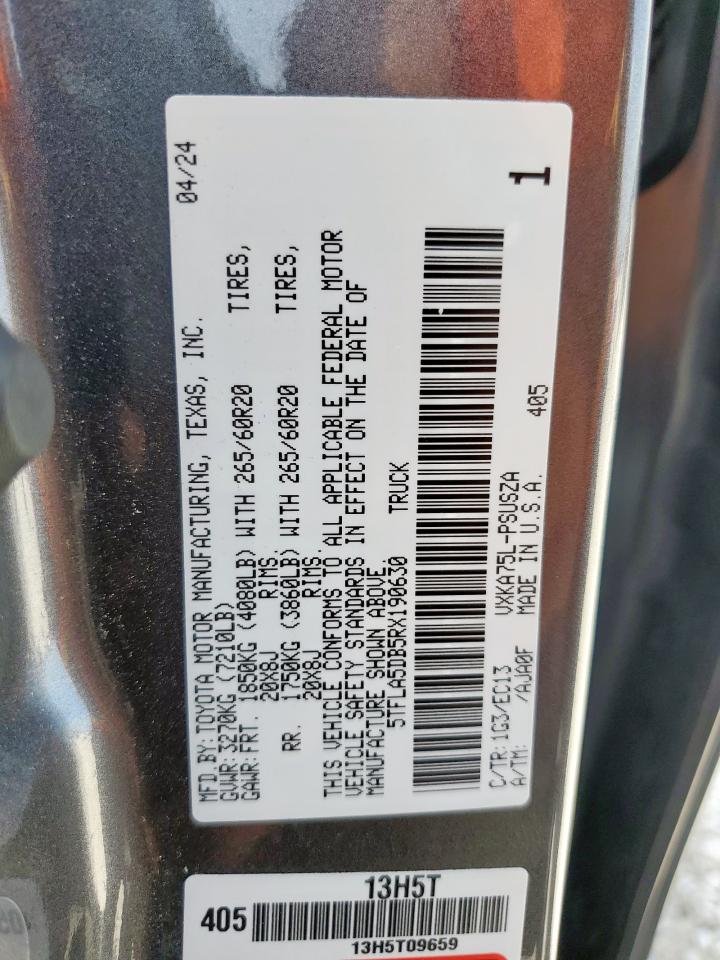 MFD.BY:TOYOTA MOTOR MANUFACTURING, TEXAS, INC. 04/24
GVWR:3270KG (7210LB)
GAWR:FRT. 1850KG (4080LB) WITH 265/60R20 TIRES,
20X8J RIMS.
RR. 1750KG (3860LB) WITH 265/60R20 TIRES,
20X8J RIMS.
THIS VEHICLE CONFORMS TO ALL APPLICABLE FEDERAL MOTOR
VEHICLE SAFETY STANDARDS IN EFFECT ON THE DATE OF
MANUFACTURE SHOWN ABOVE.
5TFLA5DB5RX190630 TRUCK
C/TR:1G3/EC13 VXKA75L-PSUSZA 405
A/TM: /AJA0F MADE IN U.S.A.
1
13H5T
405
13H5T09659